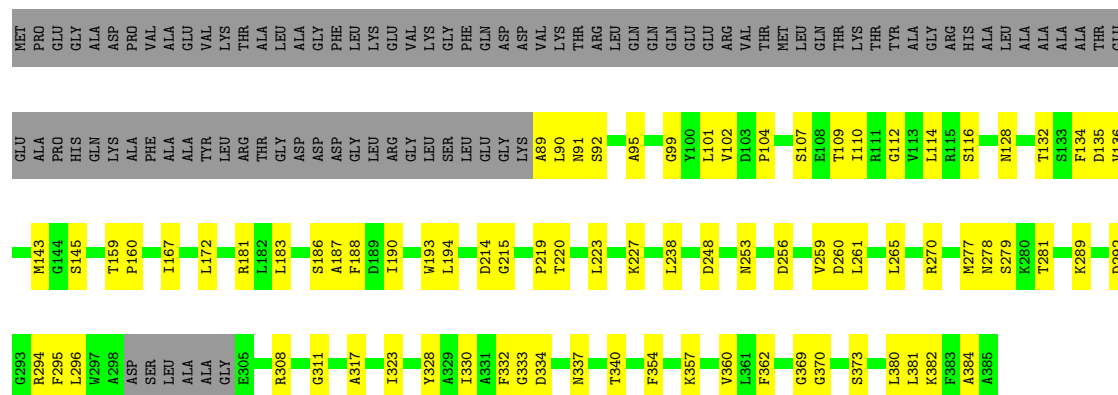 MET PRO GLU GLY ALA ASP PRO VAL ALA GLU VAL LYS THR ALA LEU ALA GLY PHE LEU LYS GLU VAL LYS GLY PHE GLN ASP ASP VAL LYS THR ARG LEU GLN GLN GLN GLU GLU ARG VAL THR MET LEU GLN THR LYS THR TYR ALA GLY ARG HIS ALA LEU ALA ALA ALA ALA THR GLU
GLU ALA PRO HIS GLN LYS ALA PHE ALA ALA TYR LEU ARG THR GLY ASP ASP ASP GLY LEU ARG GLY LEU SER LEU GLU GLY LYS A89 L90 N91 S92 A95 G99 Y100 L101 V102 D103 P104 S107 E108 T109 I110 R111 G112 V113 L114 R115 S116 N128 T132 S133 F134 D135 V136
M143 G144 S145 T159 P160 I167 L172 R181 L182 L183 S186 A187 F188 D189 I190 W193 L194 D214 G215 P219 T220 L223 K227 L238 D248 N253 D256 V259 D260 L261 L265 R270 M277 N278 S279 K280 T281 K289 D292
G293 R294 F295 L296 W297 A298 ASP SER LEU ALA ALA GLY E305 R308 G311 A317 I323 Y328 A329 I330 A331 F332 G333 D334 N337 T340 F354 K357 V360 L361 F362 G369 G370 S373 L380 L381 K382 F383 A384 A385